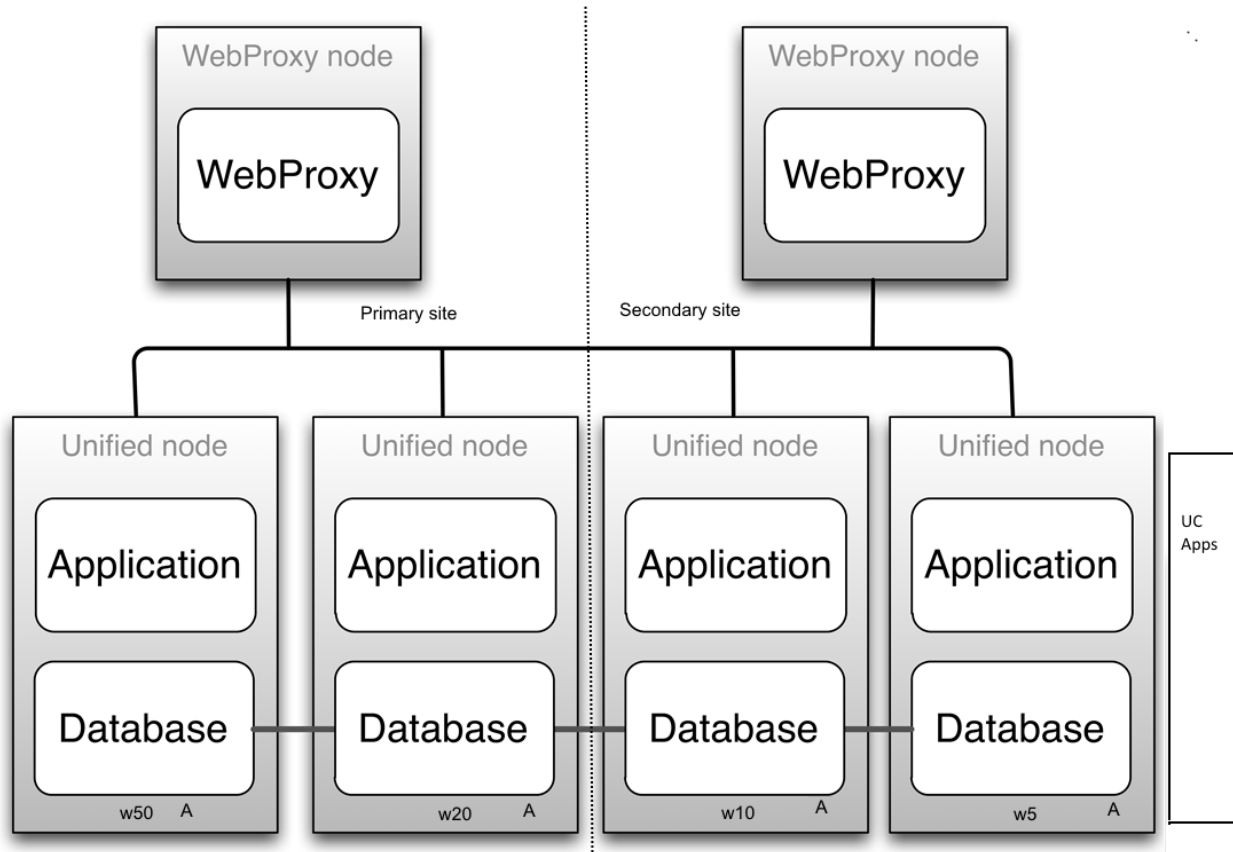 WebProxy node
WebProxy node
WebProxy
WebProxy
Primary site
Secondary site
Unified node
Unified node
Unified node
Unified node
Application
Application
Application
Application
UC
Apps
Database
Database
Database
Database
w50 A
w20 A
w10 A
w5 A